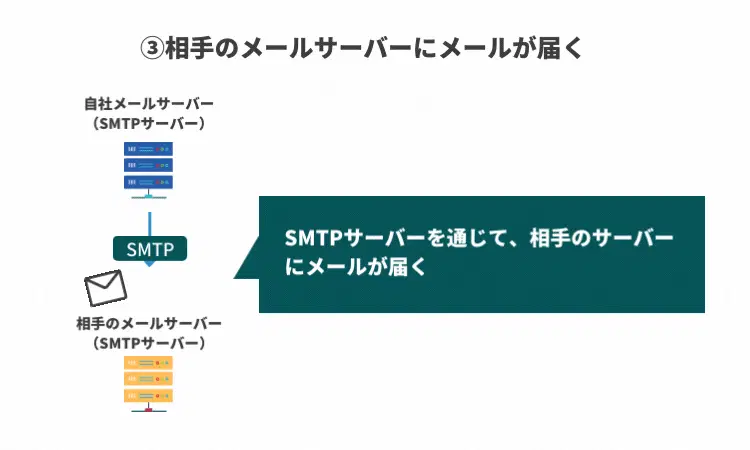 ③相手のメールサーバーにメールが届く
自社メールサーバー
（SMTPサーバー）
SMTP
SMTPサーバーを通じて、相手のサーバー
にメールが届く
相手のメールサーバー
（SMTPサーバー）